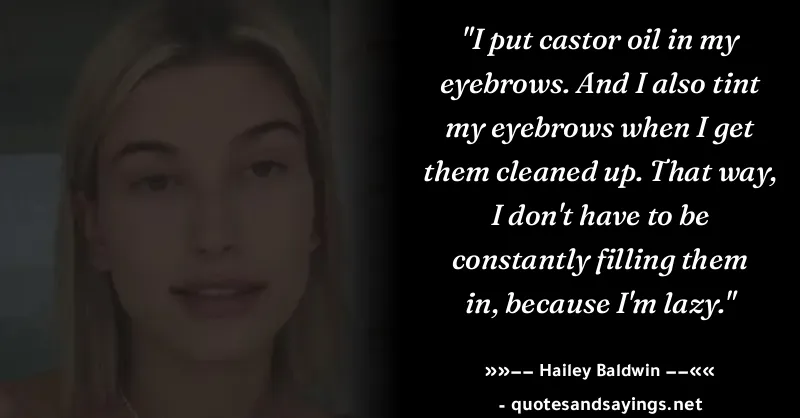 "I put castor oil in my
eyebrows. And I also tint
my eyebrows when I get
them cleaned up. That way,
I don't have to be
constantly filling them
in, because I'm lazy."
»»–– Hailey Baldwin ––««
- quotesandsayings.net